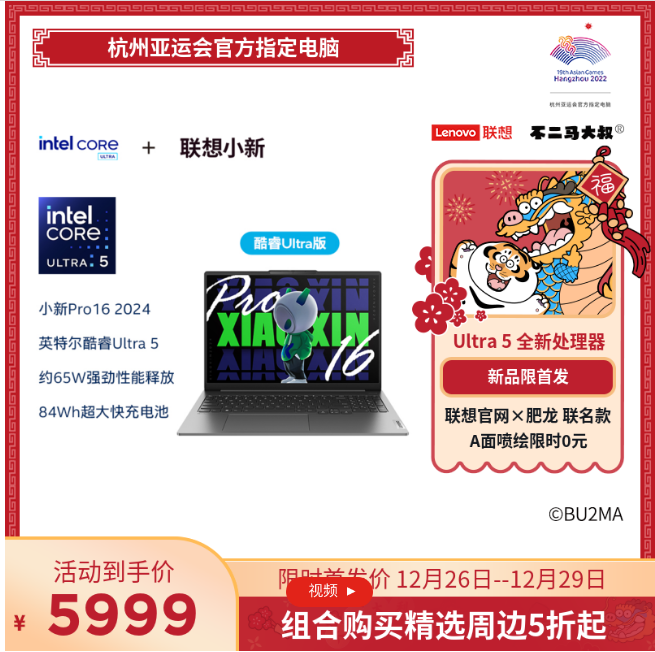 杭州亚运会官方指定电脑
19th Asian Games
Hangzhou 2022
杭州亚运会官方指定电脑
intel CORE
ULTRA
+
联想小新
Lenovo 联想
不二马大叔®
福
intel
CORE
ULTRA 5
酷睿Ultra版
小新Pro16 2024
英特尔酷睿Ultra 5
约65W强劲性能释放
84Wh超大快充电池
Pro
XIAOXIN
16
Ultra 5 全新处理器
新品限首发
联想官网×肥龙 联名款
A面喷绘限时0元
©BU2MA
活动到手价
¥ 5999
限时首发价 12月26日--12月29日
视频
组合购买精选周边5折起